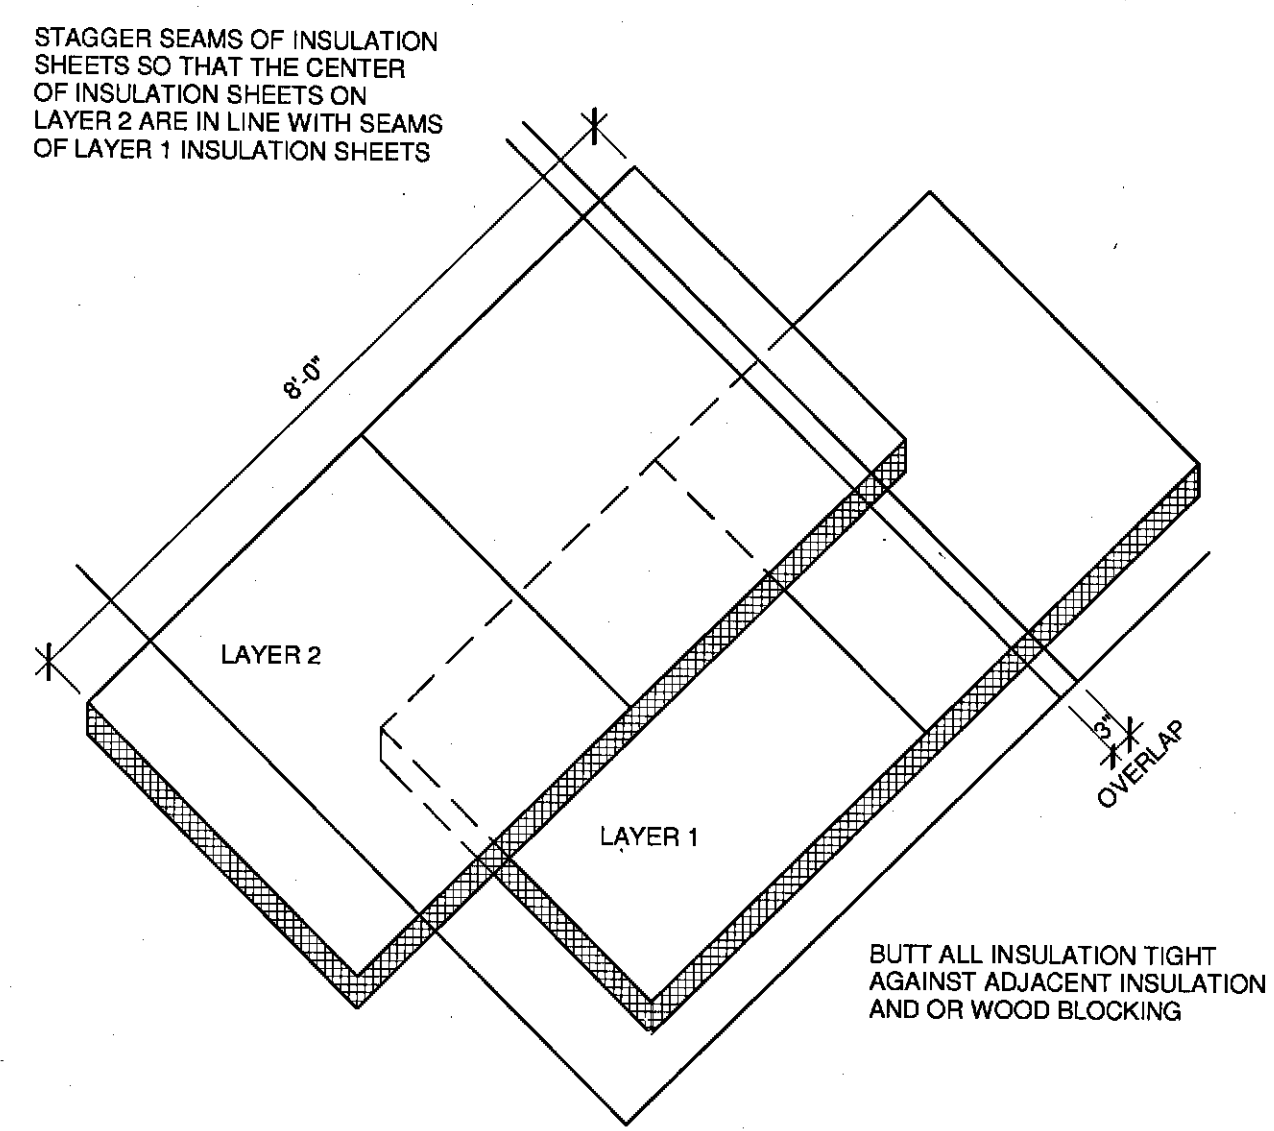 STAGGER SEAMS OF INSULATION
SHEETS SO THAT THE CENTER
OF INSULATION SHEETS ON
LAYER 2 ARE IN LINE WITH SEAMS
OF LAYER 1 INSULATION SHEETS
8'-0"
LAYER 2
LAYER 1
3"
OVERLAP
BUTT ALL INSULATION TIGHT
AGAINST ADJACENT INSULATION
AND OR WOOD BLOCKING